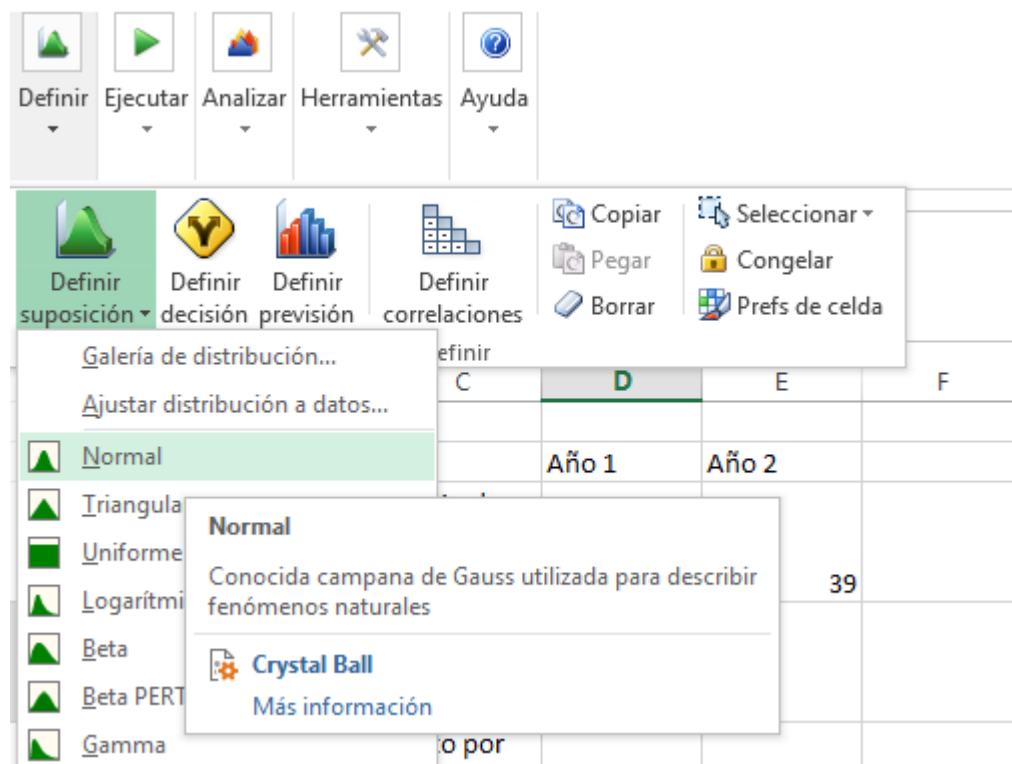 Definir Ejecutar Analizar Herramientas Ayuda
Definir suposición
Definir decisión
Definir previsión
Definir correlaciones
Copiar
Pegar
Borrar
Seleccionar
Congelar
Prefs de celda
efinir
Galería de distribución...
Ajustar distribución a datos...
C D E F
Normal
Año 1 Año 2
Triangula
Uniforme
Logarítmi
Beta
Beta PERT
Gamma
Normal
Conocida campana de Gauss utilizada para describir
fenómenos naturales
Crystal Ball
Más información
39
o por